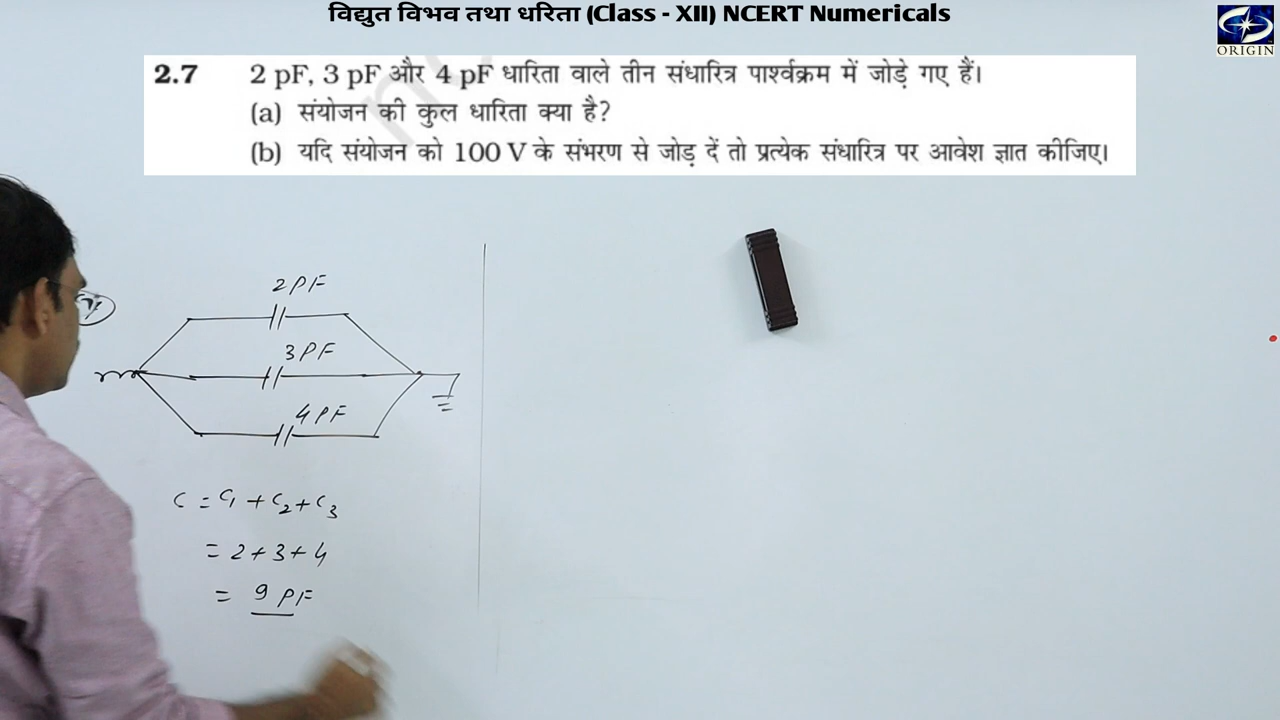 विद्युत विभव तथा धरिता (Class - XII) NCERT Numericals
ORIGIN
2.7 2 pF, 3 pF और 4 pF धारिता वाले तीन संधारित्र पार्श्वक्रम में जोड़े गए हैं।
(a) संयोजन की कुल धारिता क्या है?
(b) यदि संयोजन को 100 V के संभरण से जोड़ दें तो प्रत्येक संधारित्र पर आवेश ज्ञात कीजिए।
2PF
3PF
4PF
C = C1 + C2 + C3
= 2 + 3 + 4
= 9 PF